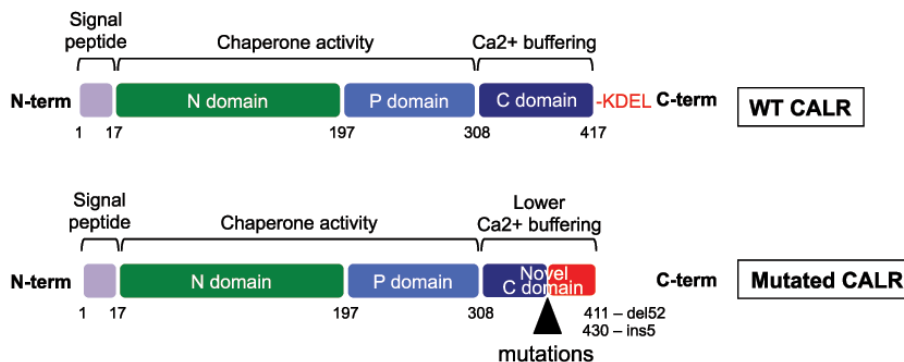 Signal
peptide
Chaperone activity
Ca2+ buffering
N-term
N domain
P domain
C domain
-KDEL
C-term
WT CALR
1
17
197
308
417
Signal
peptide
Chaperone activity
Lower
Ca2+ buffering
N-term
N domain
P domain
Novel
C domain
C-term
Mutated CALR
1
17
197
308
411 – del52
430 – ins5
mutations